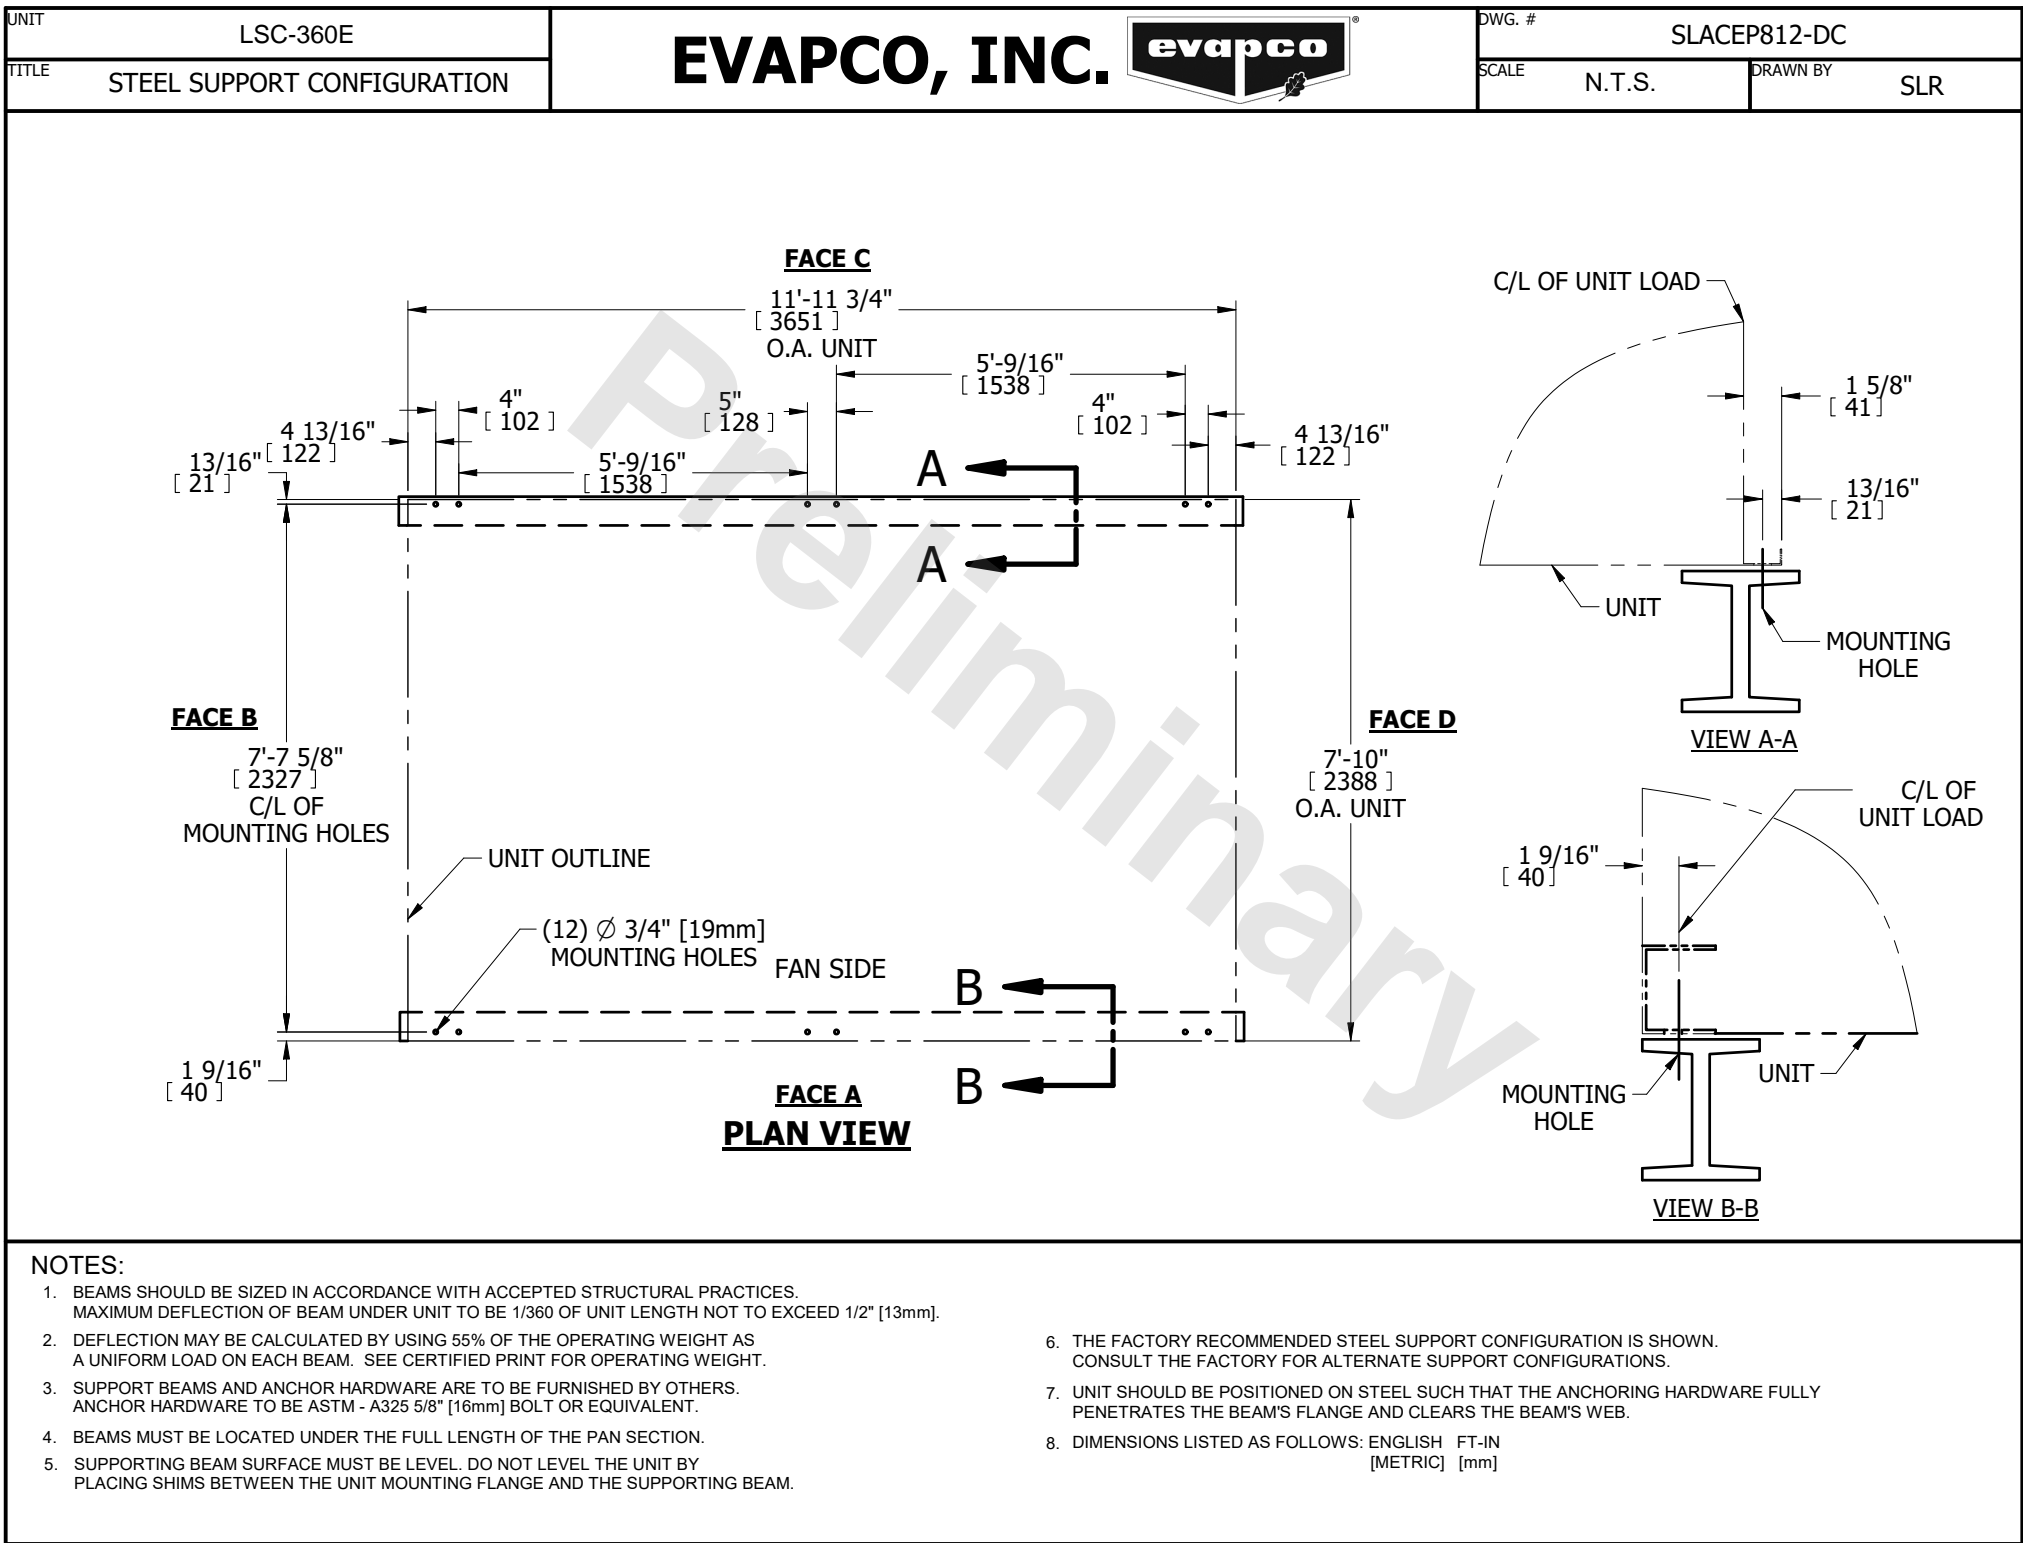 UNIT
LSC-360E
TITLE
STEEL SUPPORT CONFIGURATION
EVAPCO, INC.
evapco
®
DWG. #
SLACEP812-DC
SCALE
N.T.S.
DRAWN BY
SLR
FACE C
11'-11 3/4"
[ 3651 ]
O.A. UNIT
5'-9/16"
[ 1538 ]
4"
[ 102 ]
5"
[ 128 ]
4"
[ 102 ]
4 13/16"
[ 122 ]
4 13/16"
[ 122 ]
13/16"
[ 21 ]
5'-9/16"
[ 1538 ]
A
A
FACE B
7'-7 5/8"
[ 2327 ]
C/L OF
MOUNTING HOLES
FACE D
7'-10"
[ 2388 ]
O.A. UNIT
UNIT OUTLINE
(12) Ø 3/4" [19mm]
MOUNTING HOLES
FAN SIDE
B
B
1 9/16"
[ 40 ]
FACE A
PLAN VIEW
Preliminary
C/L OF UNIT LOAD
1 5/8"
[ 41 ]
13/16"
[ 21 ]
UNIT
MOUNTING
HOLE
VIEW A-A
C/L OF
UNIT LOAD
1 9/16"
[ 40 ]
UNIT
MOUNTING
HOLE
VIEW B-B
NOTES:
1. BEAMS SHOULD BE SIZED IN ACCORDANCE WITH ACCEPTED STRUCTURAL PRACTICES.
MAXIMUM DEFLECTION OF BEAM UNDER UNIT TO BE 1/360 OF UNIT LENGTH NOT TO EXCEED 1/2" [13mm].
2. DEFLECTION MAY BE CALCULATED BY USING 55% OF THE OPERATING WEIGHT AS
A UNIFORM LOAD ON EACH BEAM. SEE CERTIFIED PRINT FOR OPERATING WEIGHT.
3. SUPPORT BEAMS AND ANCHOR HARDWARE ARE TO BE FURNISHED BY OTHERS.
ANCHOR HARDWARE TO BE ASTM - A325 5/8" [16mm] BOLT OR EQUIVALENT.
4. BEAMS MUST BE LOCATED UNDER THE FULL LENGTH OF THE PAN SECTION.
5. SUPPORTING BEAM SURFACE MUST BE LEVEL. DO NOT LEVEL THE UNIT BY
PLACING SHIMS BETWEEN THE UNIT MOUNTING FLANGE AND THE SUPPORTING BEAM.
6. THE FACTORY RECOMMENDED STEEL SUPPORT CONFIGURATION IS SHOWN.
CONSULT THE FACTORY FOR ALTERNATE SUPPORT CONFIGURATIONS.
7. UNIT SHOULD BE POSITIONED ON STEEL SUCH THAT THE ANCHORING HARDWARE FULLY
PENETRATES THE BEAM'S FLANGE AND CLEARS THE BEAM'S WEB.
8. DIMENSIONS LISTED AS FOLLOWS: ENGLISH FT-IN
[METRIC] [mm]